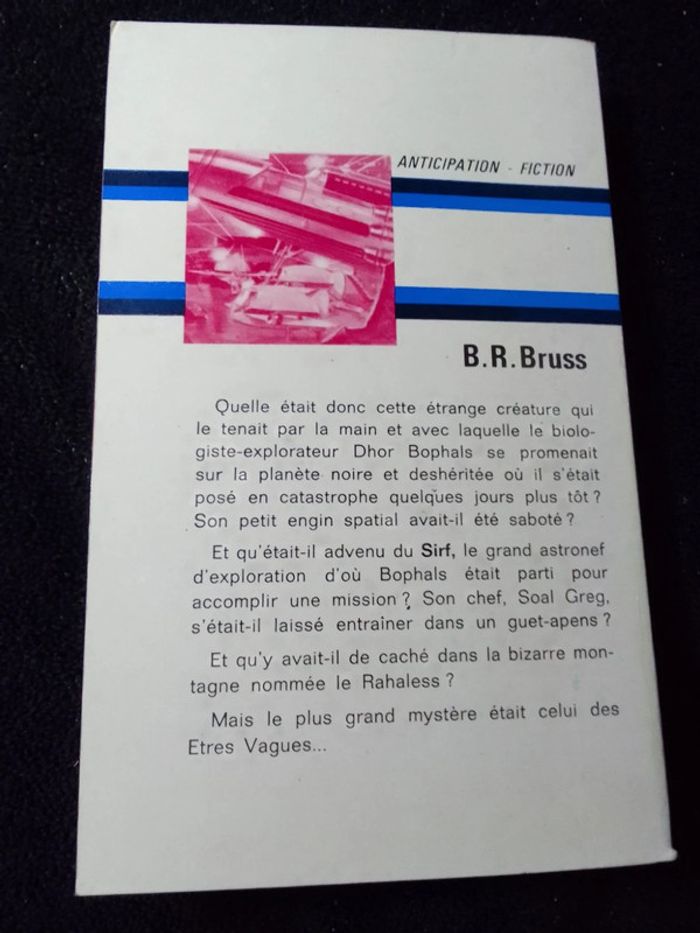 ANTICIPATION - FICTION
B.R.Bruss
Quelle était donc cette étrange créature qui
le tenait par la main et avec laquelle le biolo-
giste-explorateur Dhor Bophals se promenait
sur la planète noire et deshéritée où il s'était
posé en catastrophe quelques jours plus tôt ?
Son petit engin spatial avait-il été saboté ?
Et qu'était-il advenu du Sirf, le grand astronef
d'exploration d'où Bophals était parti pour
accomplir une mission ? Son chef, Soal Greg,
s'était-il laissé entraîner dans un guet-apens ?
Et qu'y avait-il de caché dans la bizarre mon-
tagne nommée le Rahaless ?
Mais le plus grand mystère était celui des
Etres Vagues...